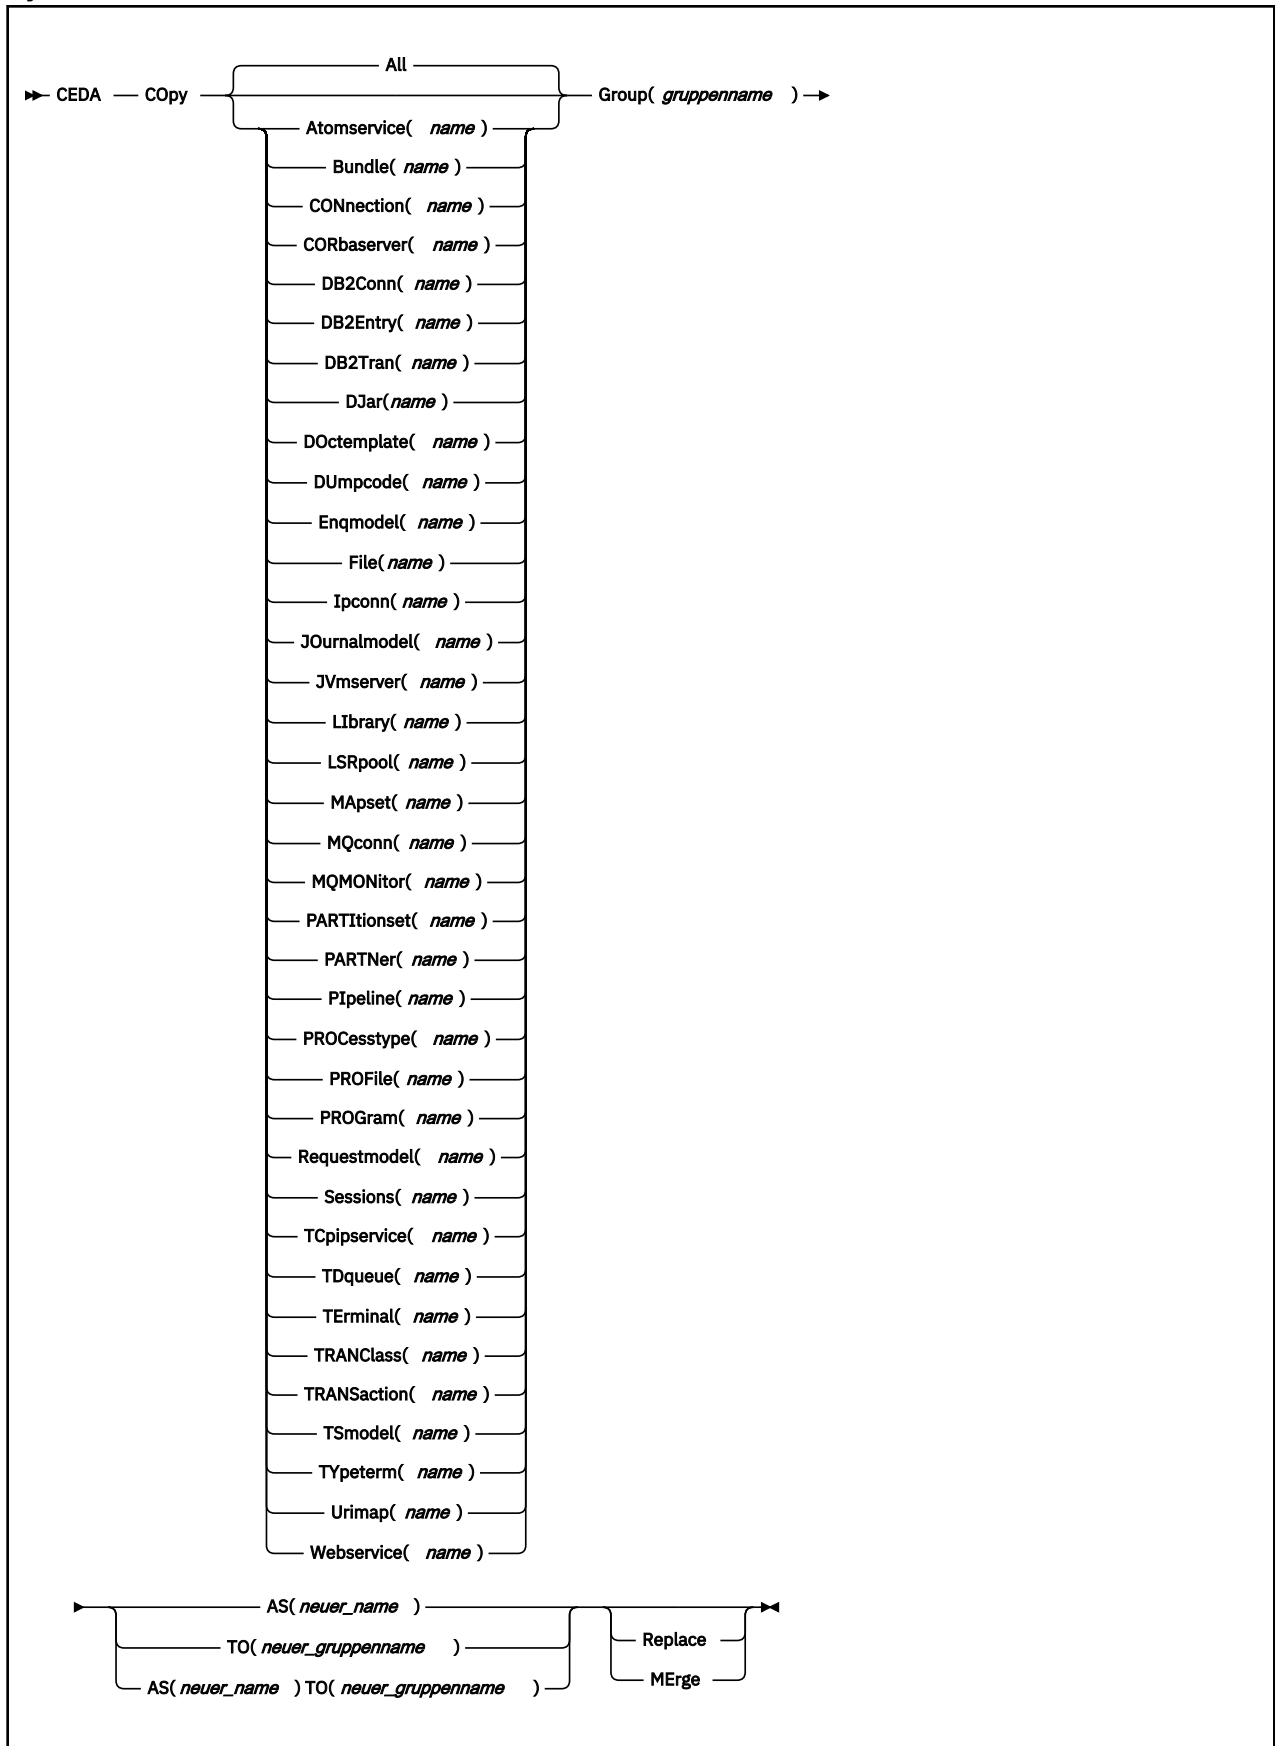 All
CEDA COpy Group( gruppenname )
Atomservice( name )
Bundle( name )
CONnection( name )
CORbaserver( name )
DB2Conn( name )
DB2Entry( name )
DB2Tran( name )
DJar(name )
DOctemplate( name )
DUmpcode( name )
Enqmodel( name )
File( name )
Ipconn( name )
JOurnalmodel( name )
JVmserver( name )
LIbrary( name )
LSRpool( name )
MApset( name )
MQconn( name )
MQMONitor( name )
PARTItionset( name )
PARTNer( name )
PIpeline( name )
PROCesstype( name )
PROFile( name )
PROGram( name )
Requestmodel( name )
Sessions( name )
TCpipservice( name )
TDqueue( name )
TErminal( name )
TRANClass( name )
TRANSaction( name )
TSmodel( name )
TYpeterm( name )
Urimap( name )
Webservice( name )
AS( neuer_name )
TO( neuer_gruppenname )
Replace
MErge
AS( neuer_name ) TO( neuer_gruppenname )